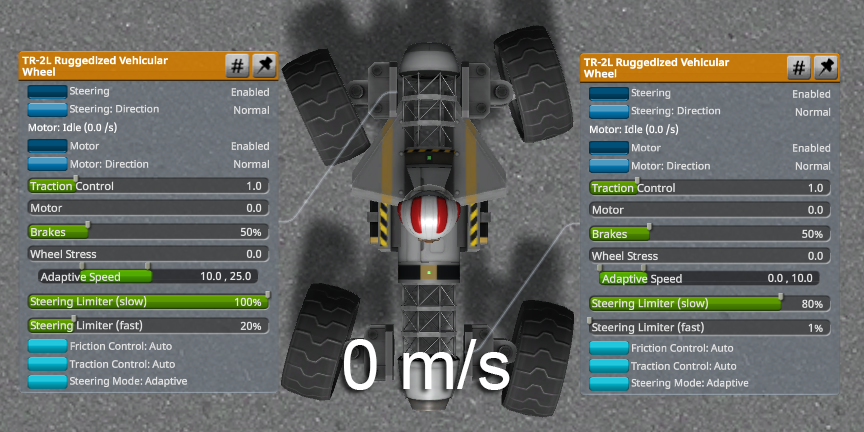 TR-2L Ruggedized Vehicular
Wheel
#
Steering Enabled
Steering: Direction Normal
Motor: Idle (0.0 /s)
Motor Enabled
Motor: Direction Normal
Traction Control 1.0
Motor 0.0
Brakes 50%
Wheel Stress 0.0
Adaptive Speed 10.0 , 25.0
Steering Limiter (slow) 100%
Steering Limiter (fast) 20%
Friction Control: Auto
Traction Control: Auto
Steering Mode: Adaptive
0 m/s
TR-2L Ruggedized Vehicular
Wheel
#
Steering Enabled
Steering: Direction Normal
Motor: Idle (0.0 /s)
Motor Enabled
Motor: Direction Normal
Traction Control 1.0
Motor 0.0
Brakes 50%
Wheel Stress 0.0
Adaptive Speed 0.0 , 10.0
Steering Limiter (slow) 80%
Steering Limiter (fast) 1%
Friction Control: Auto
Traction Control: Auto
Steering Mode: Adaptive